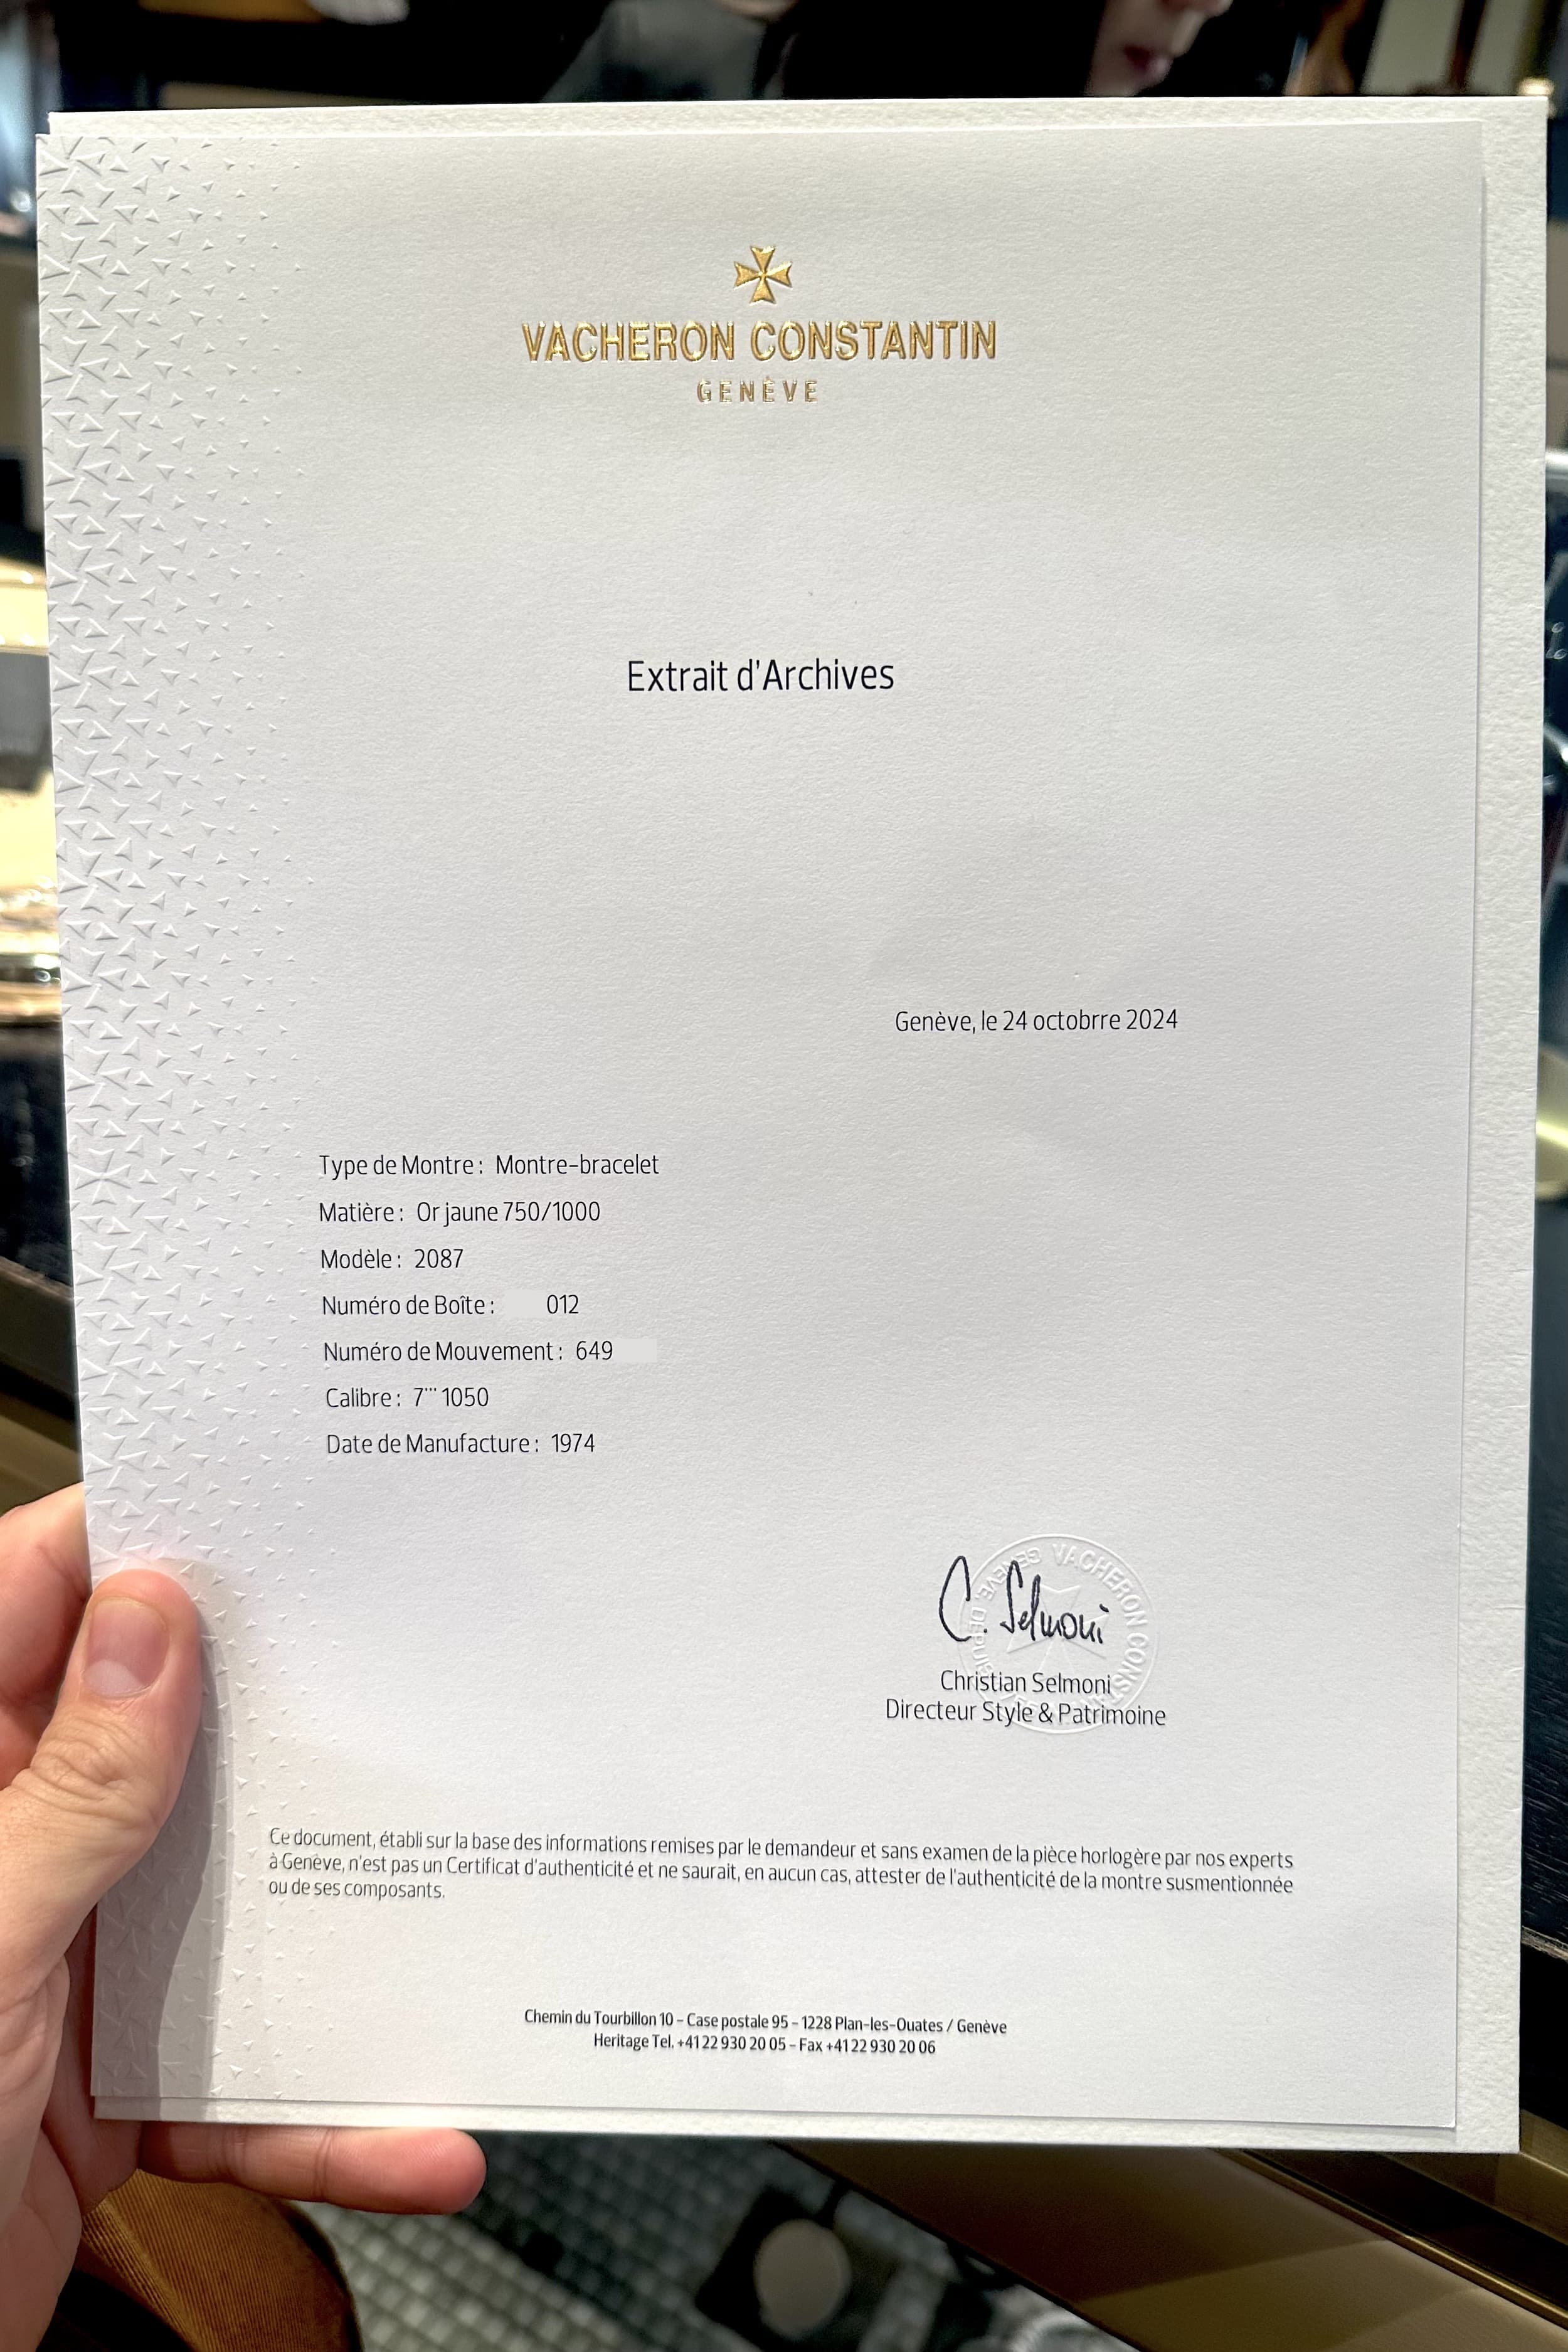 VACHERON CONSTANTIN
GENÈVE
Extrait d'Archives
Genève, le 24 octobrre 2024
Type de Montre : Montre-bracelet
Matière : Or jaune 750/1000
Modèle : 2087
Numéro de Boîte : 012
Numéro de Mouvement : 649
Calibre : 7''' 1050
Date de Manufacture : 1974
GENÈVE DEPUIS VACHERON CONSTANTIN
C. Selmoni
Christian Selmoni
Directeur Style & Patrimoine
Ce document, établi sur la base des informations remises par le demandeur et sans examen de la pièce horlogère par nos experts
à Genève, n'est pas un Certificat d'authenticité et ne saurait, en aucun cas, attester de l'authenticité de la montre susmentionnée
ou de ses composants.
Chemin du Tourbillon 10 - Case postale 95 - 1228 Plan-les-Ouates / Genève
Heritage Tel. +41 22 930 20 05 - Fax +41 22 930 20 06